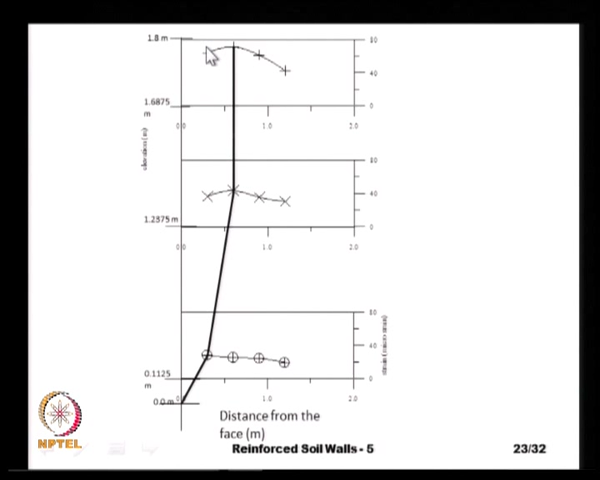 1.8 m
80
40
0
1.6875
m
0.0
1.0
2.0
elevation (m)
80
40
0
1.2375 m
0.0
1.0
2.0
80
40
0
strain (micro strain)
0.1125
m
1.0
2.0
0.0 m
Distance from the
face (m)
NPTEL
Reinforced Soil Walls - 5
23/32